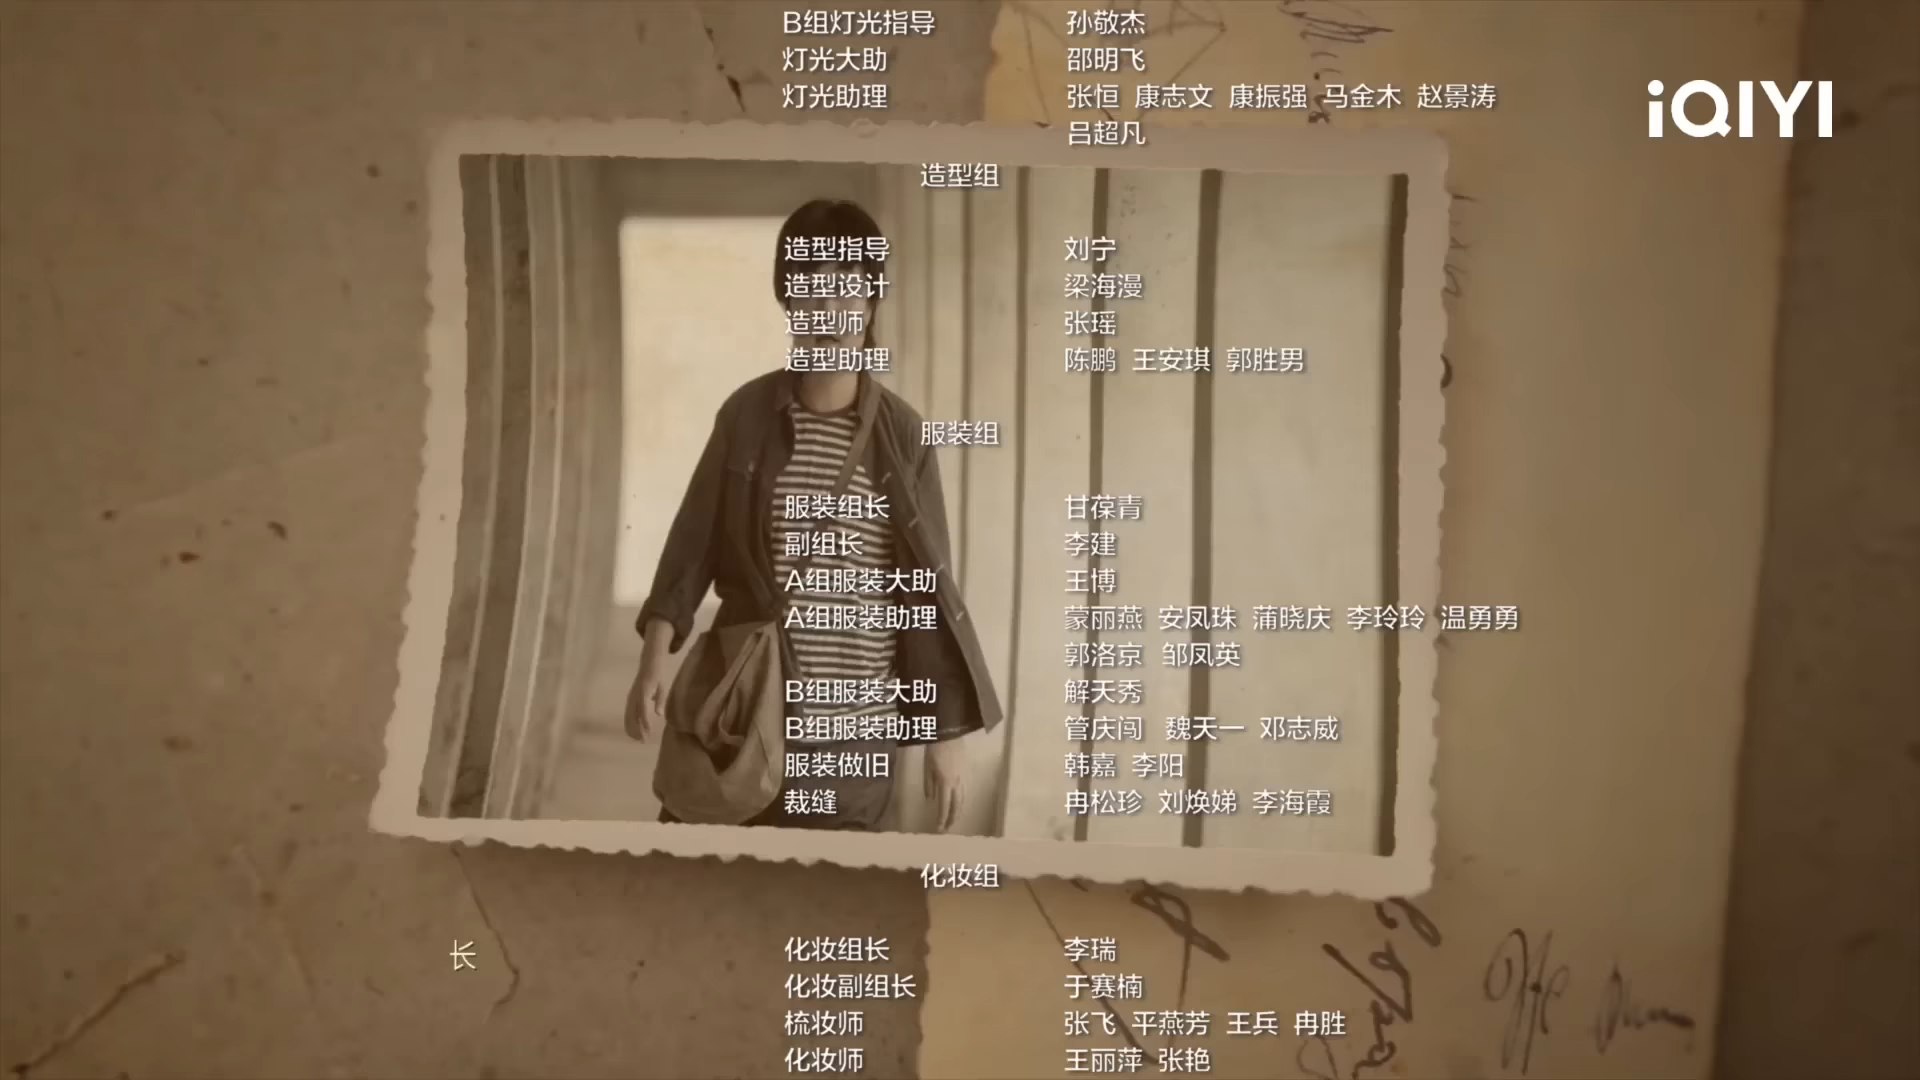 B组灯光指导 孙敬杰
灯光大助 邵明飞
灯光助理 张恒 康志文 康振强 马金木 赵景涛
吕超凡
iQIYI
造型组
造型指导 刘宁
造型设计 梁海漫
造型师 张瑶
造型助理 陈鹏 王安琪 郭胜男
服装组
服装组长 甘葆青
副组长 李建
A组服装大助 王博
A组服装助理 蒙丽燕 安凤珠 蒲晓庆 李玲玲 温勇勇
郭洛京 邹凤英
B组服装大助 解天秀
B组服装助理 管庆闯 魏天一 邓志威
服装做旧 韩嘉 李阳
裁缝 冉松珍 刘焕娣 李海霞
化妆组
长
化妆组长 李瑞
化妆副组长 于赛楠
梳妆师 张飞 平燕芳 王兵 冉胜
化妆师 王丽萍 张艳